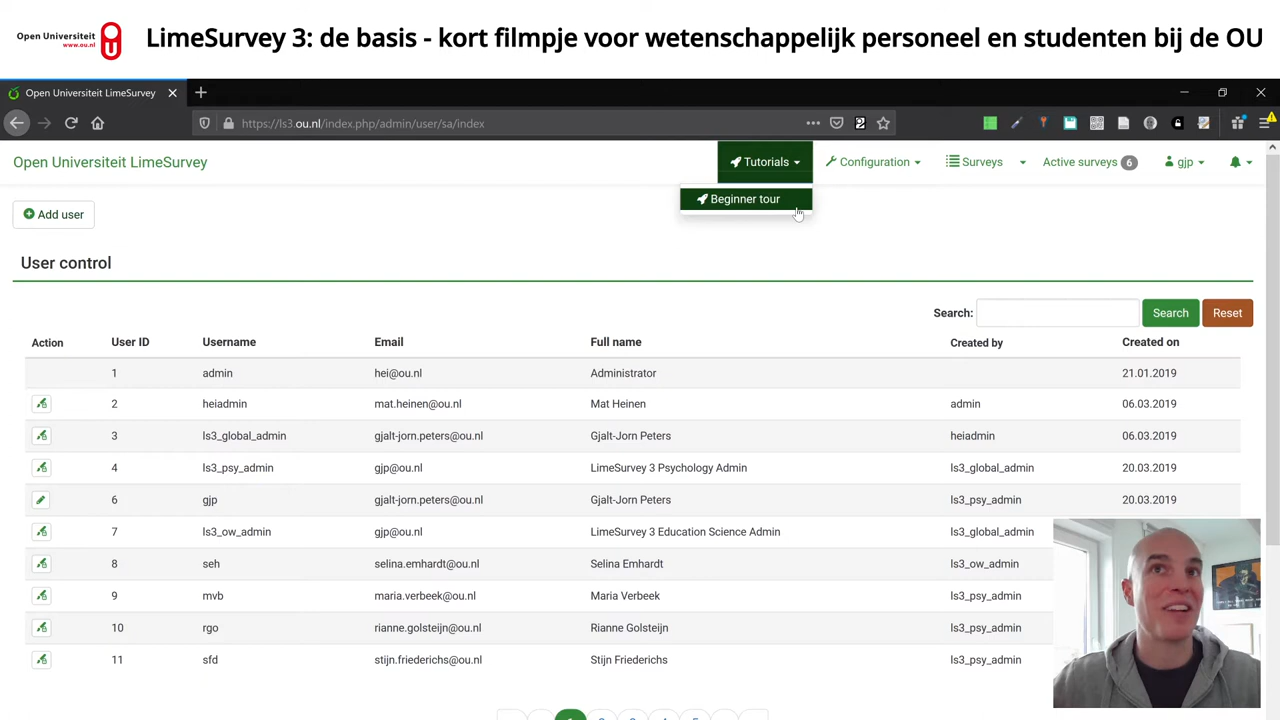 Open Universiteit
www.ou.nl
LimeSurvey 3: de basis - kort filmpje voor wetenschappelijk personeel en studenten bij de OU
Open Universiteit LimeSurvey
https://ls3.ou.nl/index.php/admin/user/sa/index
Open Universiteit LimeSurvey Tutorials Configuration Surveys Active surveys 6 gjp
Beginner tour
Add user
User control
Search: Search Reset
Action User ID Username Email Full name Created by Created on
1 admin hei@ou.nl Administrator 21.01.2019
2 heiadmin mat.heinen@ou.nl Mat Heinen admin 06.03.2019
3 ls3_global_admin gjalt-jorn.peters@ou.nl Gjalt-Jorn Peters heiadmin 06.03.2019
4 ls3_psy_admin gjp@ou.nl LimeSurvey 3 Psychology Admin ls3_global_admin 20.03.2019
6 gjp gjalt-jorn.peters@ou.nl Gjalt-Jorn Peters ls3_psy_admin 20.03.2019
7 ls3_ow_admin gjp@ou.nl LimeSurvey 3 Education Science Admin ls3_global_admin
8 seh selina.emhardt@ou.nl Selina Emhardt ls3_ow_admin
9 mvb maria.verbeek@ou.nl Maria Verbeek ls3_psy_admin
10 rgo rianne.golsteijn@ou.nl Rianne Golsteijn ls3_psy_admin
11 sfd stijn.friederichs@ou.nl Stijn Friederichs ls3_psy_admin